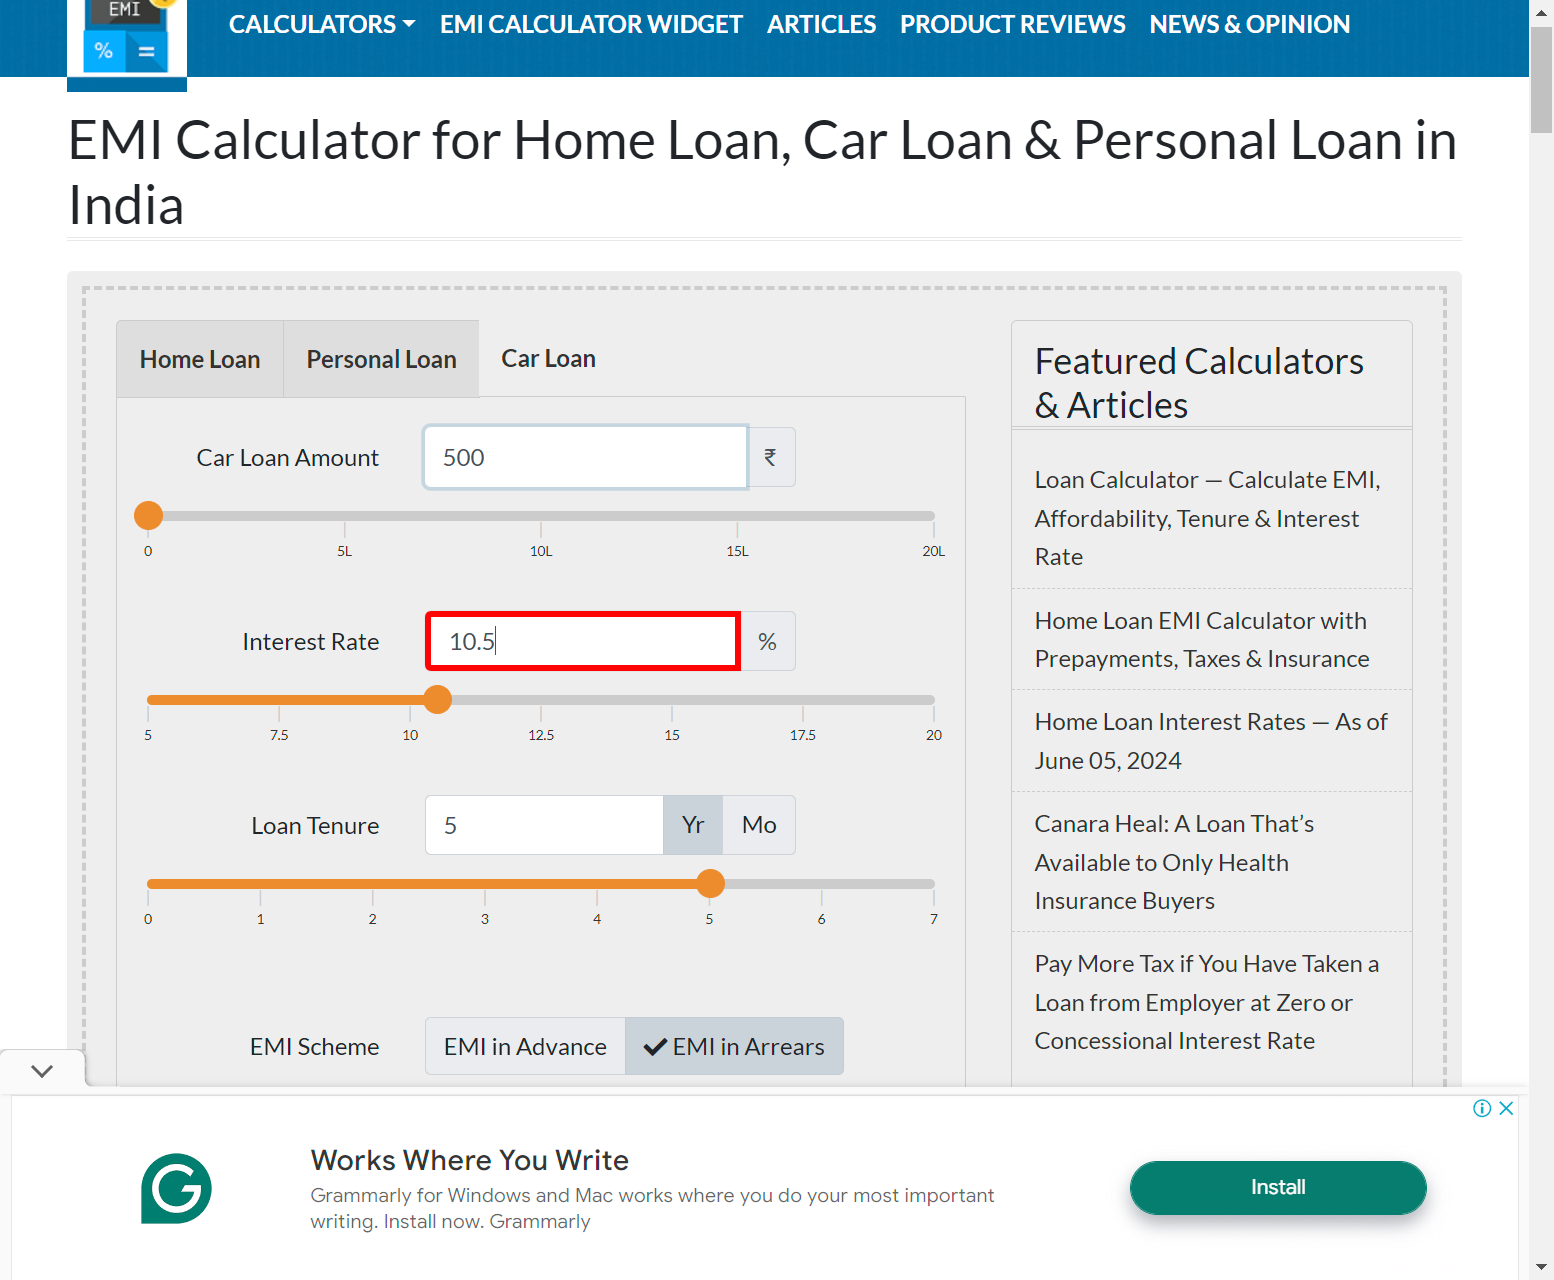 EMI
% =
CALCULATORS EMI CALCULATOR WIDGET ARTICLES PRODUCT REVIEWS NEWS & OPINION
EMI Calculator for Home Loan, Car Loan & Personal Loan in
India
Home Loan Personal Loan Car Loan
Car Loan Amount 500 ₹
0 5L 10L 15L 20L
Interest Rate 10.5 %
5 7.5 10 12.5 15 17.5 20
Loan Tenure 5 Yr Mo
0 1 2 3 4 5 6 7
EMI Scheme EMI in Advance EMI in Arrears
Featured Calculators
& Articles
Loan Calculator — Calculate EMI,
Affordability, Tenure & Interest
Rate
Home Loan EMI Calculator with
Prepayments, Taxes & Insurance
Home Loan Interest Rates — As of
June 05, 2024
Canara Heal: A Loan That’s
Available to Only Health
Insurance Buyers
Pay More Tax if You Have Taken a
Loan from Employer at Zero or
Concessional Interest Rate
Works Where You Write
Grammarly for Windows and Mac works where you do your most important
writing. Install now. Grammarly
Install